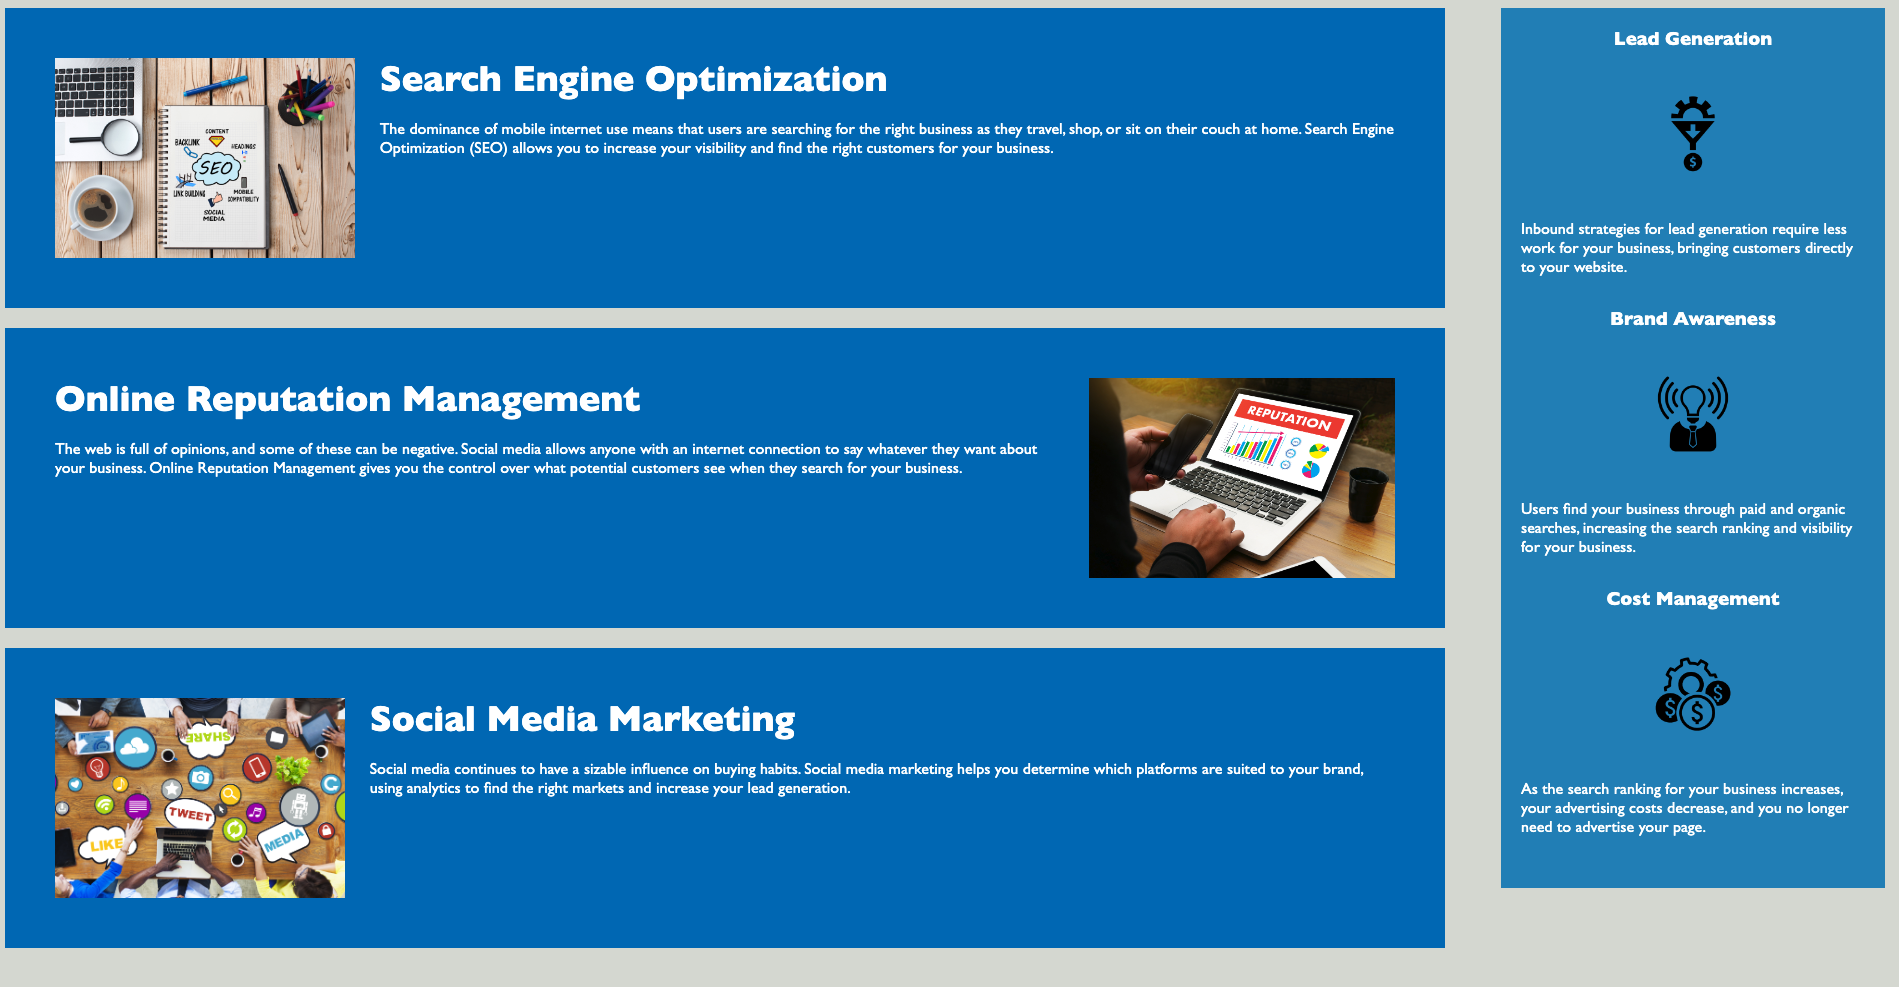 Search Engine Optimization
The dominance of mobile internet use means that users are searching for the right business as they travel, shop, or sit on their couch at home. Search Engine
Optimization (SEO) allows you to increase your visibility and find the right customers for your business.
CONTENT
BACKLINK
HEADINGS
SEO
LINK BUILDING
MOBILE
COMPATIBILITY
SOCIAL
MEDIA
Online Reputation Management
The web is full of opinions, and some of these can be negative. Social media allows anyone with an internet connection to say whatever they want about
your business. Online Reputation Management gives you the control over what potential customers see when they search for your business.
REPUTATION
Social Media Marketing
Social media continues to have a sizable influence on buying habits. Social media marketing helps you determine which platforms are suited to your brand,
using analytics to find the right markets and increase your lead generation.
SHARE
TWEET
LIKE
MEDIA
Lead Generation
$
Inbound strategies for lead generation require less
work for your business, bringing customers directly
to your website.
Brand Awareness
Users find your business through paid and organic
searches, increasing the search ranking and visibility
for your business.
Cost Management
$
$ $
As the search ranking for your business increases,
your advertising costs decrease, and you no longer
need to advertise your page.